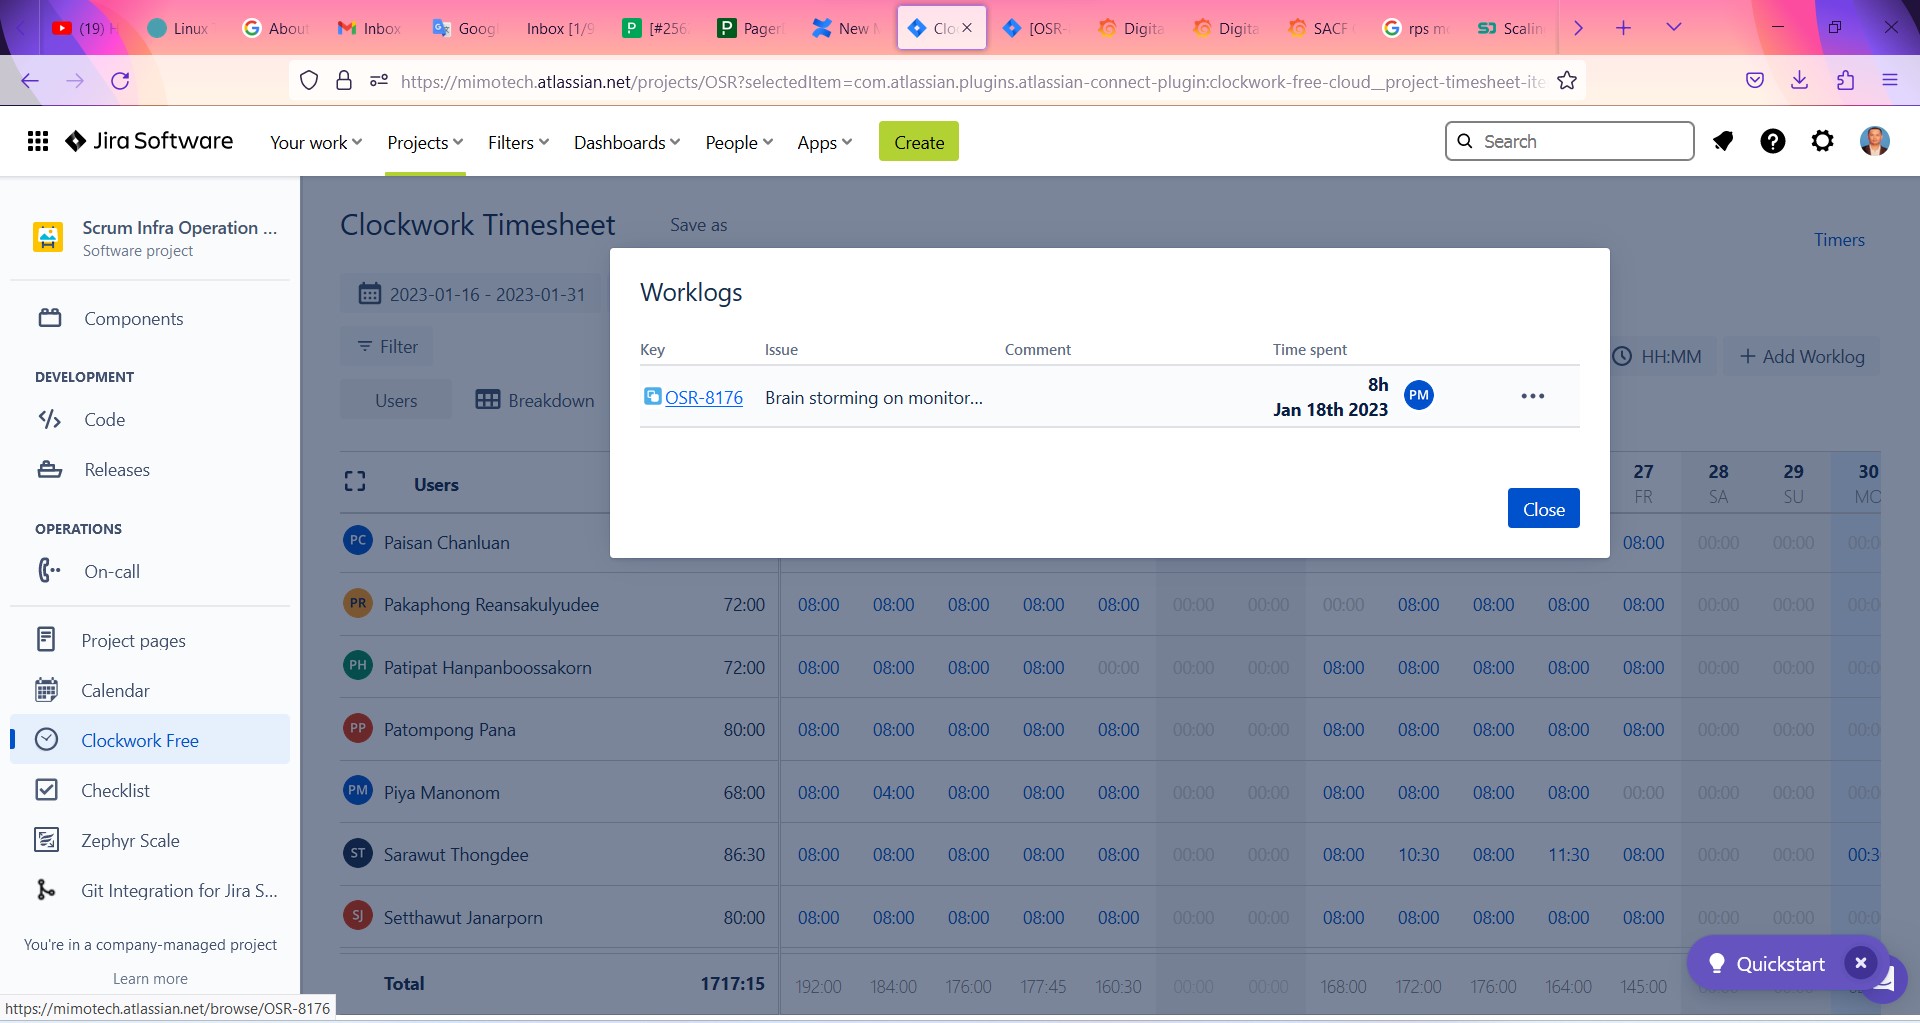 (19) H
Linux
About
Inbox
Googl
Inbox [1/9
[#256
Pager
New
Clo
[OSR-
Digita
Digita
SACF
rps me
Scalin
https://mimotech.atlassian.net/projects/OSR?selectedItem=com.atlassian.plugins.atlassian-connect-plugin:clockwork-free-cloud__project-timesheet-ite
Jira Software
Your work
Projects
Filters
Dashboards
People
Apps
Create
Search
Scrum Infra Operation ...
Software project
Components
DEVELOPMENT
Code
Releases
OPERATIONS
On-call
Project pages
Calendar
Clockwork Free
Checklist
Zephyr Scale
Git Integration for Jira S...
You're in a company-managed project
Learn more
https://mimotech.atlassian.net/browse/OSR-8176
Clockwork Timesheet
Save as
Timers
2023-01-16 - 2023-01-31
Filter
HH:MM
+ Add Worklog
Users
Breakdown
Worklogs
Key Issue Comment Time spent
OSR-8176 Brain storming on monitor... 8h
Jan 18th 2023
PM
Close
Users 27 28 29 30
FR SA SU MO
PC Paisan Chanluan 08:00 00:00 00:00 00:0
PR Pakaphong Reansakulyudee 72:00 08:00 08:00 08:00 08:00 08:00 00:00 00:00 00:00 08:00 08:00 08:00 08:00 00:00 00:00 00:0
PH Patipat Hanpanboossakorn 72:00 08:00 08:00 08:00 08:00 00:00 00:00 00:00 08:00 08:00 08:00 08:00 08:00 00:00 00:00 00:0
PP Patompong Pana 80:00 08:00 08:00 08:00 08:00 08:00 00:00 00:00 08:00 08:00 08:00 08:00 08:00 00:00 00:00 00:0
PM Piya Manonom 68:00 08:00 04:00 08:00 08:00 08:00 00:00 00:00 08:00 08:00 08:00 08:00 00:00 00:00 00:00 00:0
ST Sarawut Thongdee 86:30 08:00 08:00 08:00 08:00 08:00 00:00 00:00 08:00 10:30 08:00 11:30 08:00 00:00 00:00 00:3
SJ Setthawut Janarporn 80:00 08:00 08:00 08:00 08:00 08:00 00:00 00:00 08:00 08:00 08:00 08:00 08:00 00:00 00:00 00:0
Total 1717:15 192:00 184:00 176:00 177:45 160:30 00:00 00:00 168:00 172:00 176:00 164:00 145:00
Quickstart